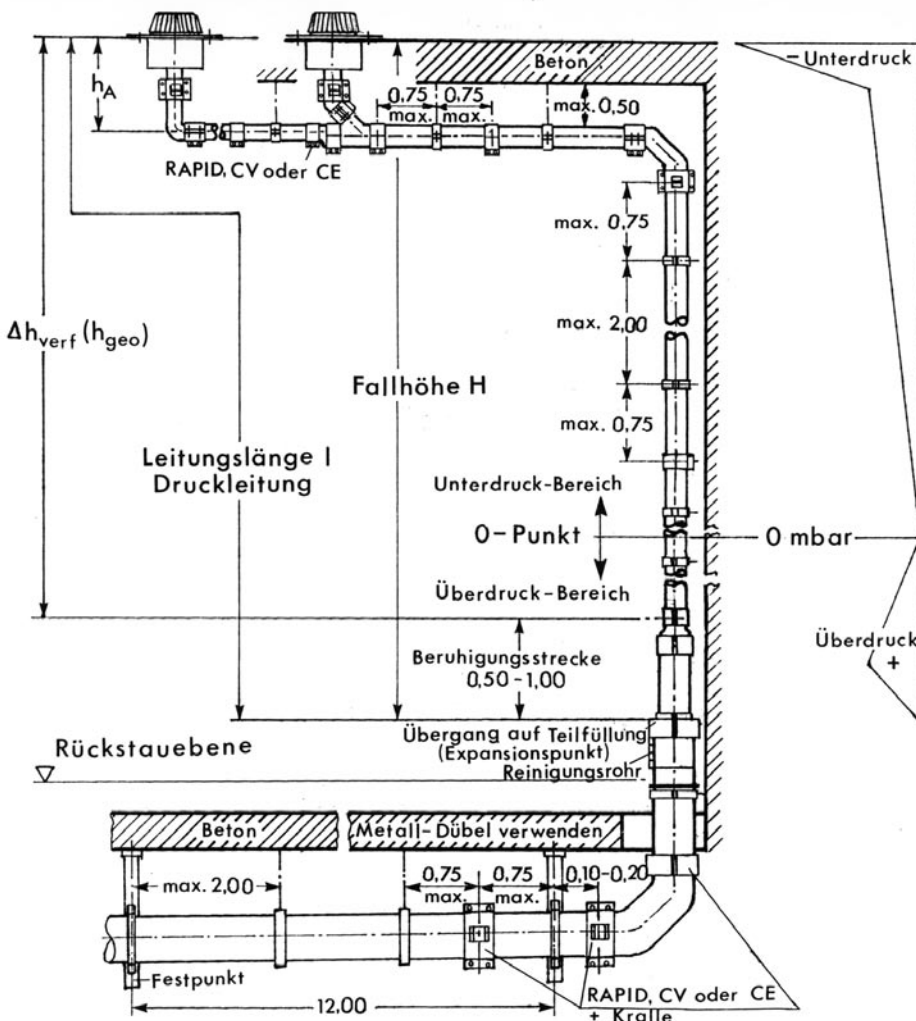 Beton
– Unterdruck
h_A
0,75
max.
0,75
max.
max. 0,50
RAPID, CV oder CE
max. 0,75
max. 2,00
Δh_verf (h_geo)
Fallhöhe H
max. 0,75
Leitungslänge l
Druckleitung
Unterdruck-Bereich
0-Punkt
0 mbar
Überdruck-Bereich
Beruhigungsstrecke
0,50-1,00
Überdruck
+
Übergang auf Teilfüllung
(Expansionspunkt)
Reinigungsrohr
Rückstauebene
Beton
Metall-Dübel verwenden
max. 2,00
0,75
max.
0,75
max.
0,10-0,20
Festpunkt
12,00
RAPID, CV oder CE
+ Kralle